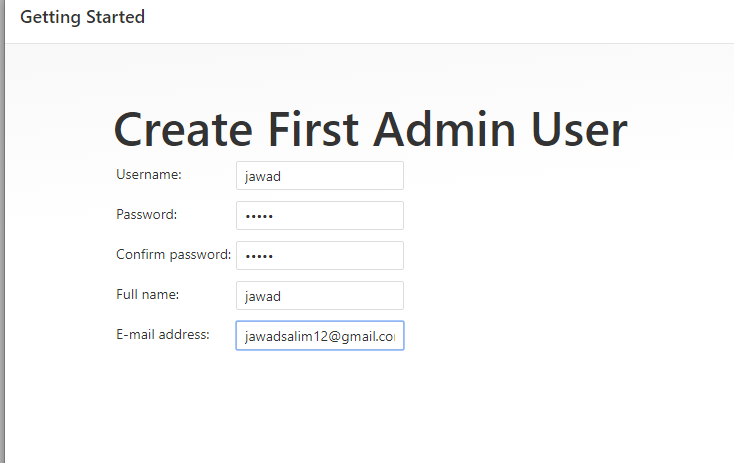 Getting Started
Create First Admin User
Username: jawad
Password: •••••
Confirm password: •••••
Full name: jawad
E-mail address: jawadsalim12@gmail.co